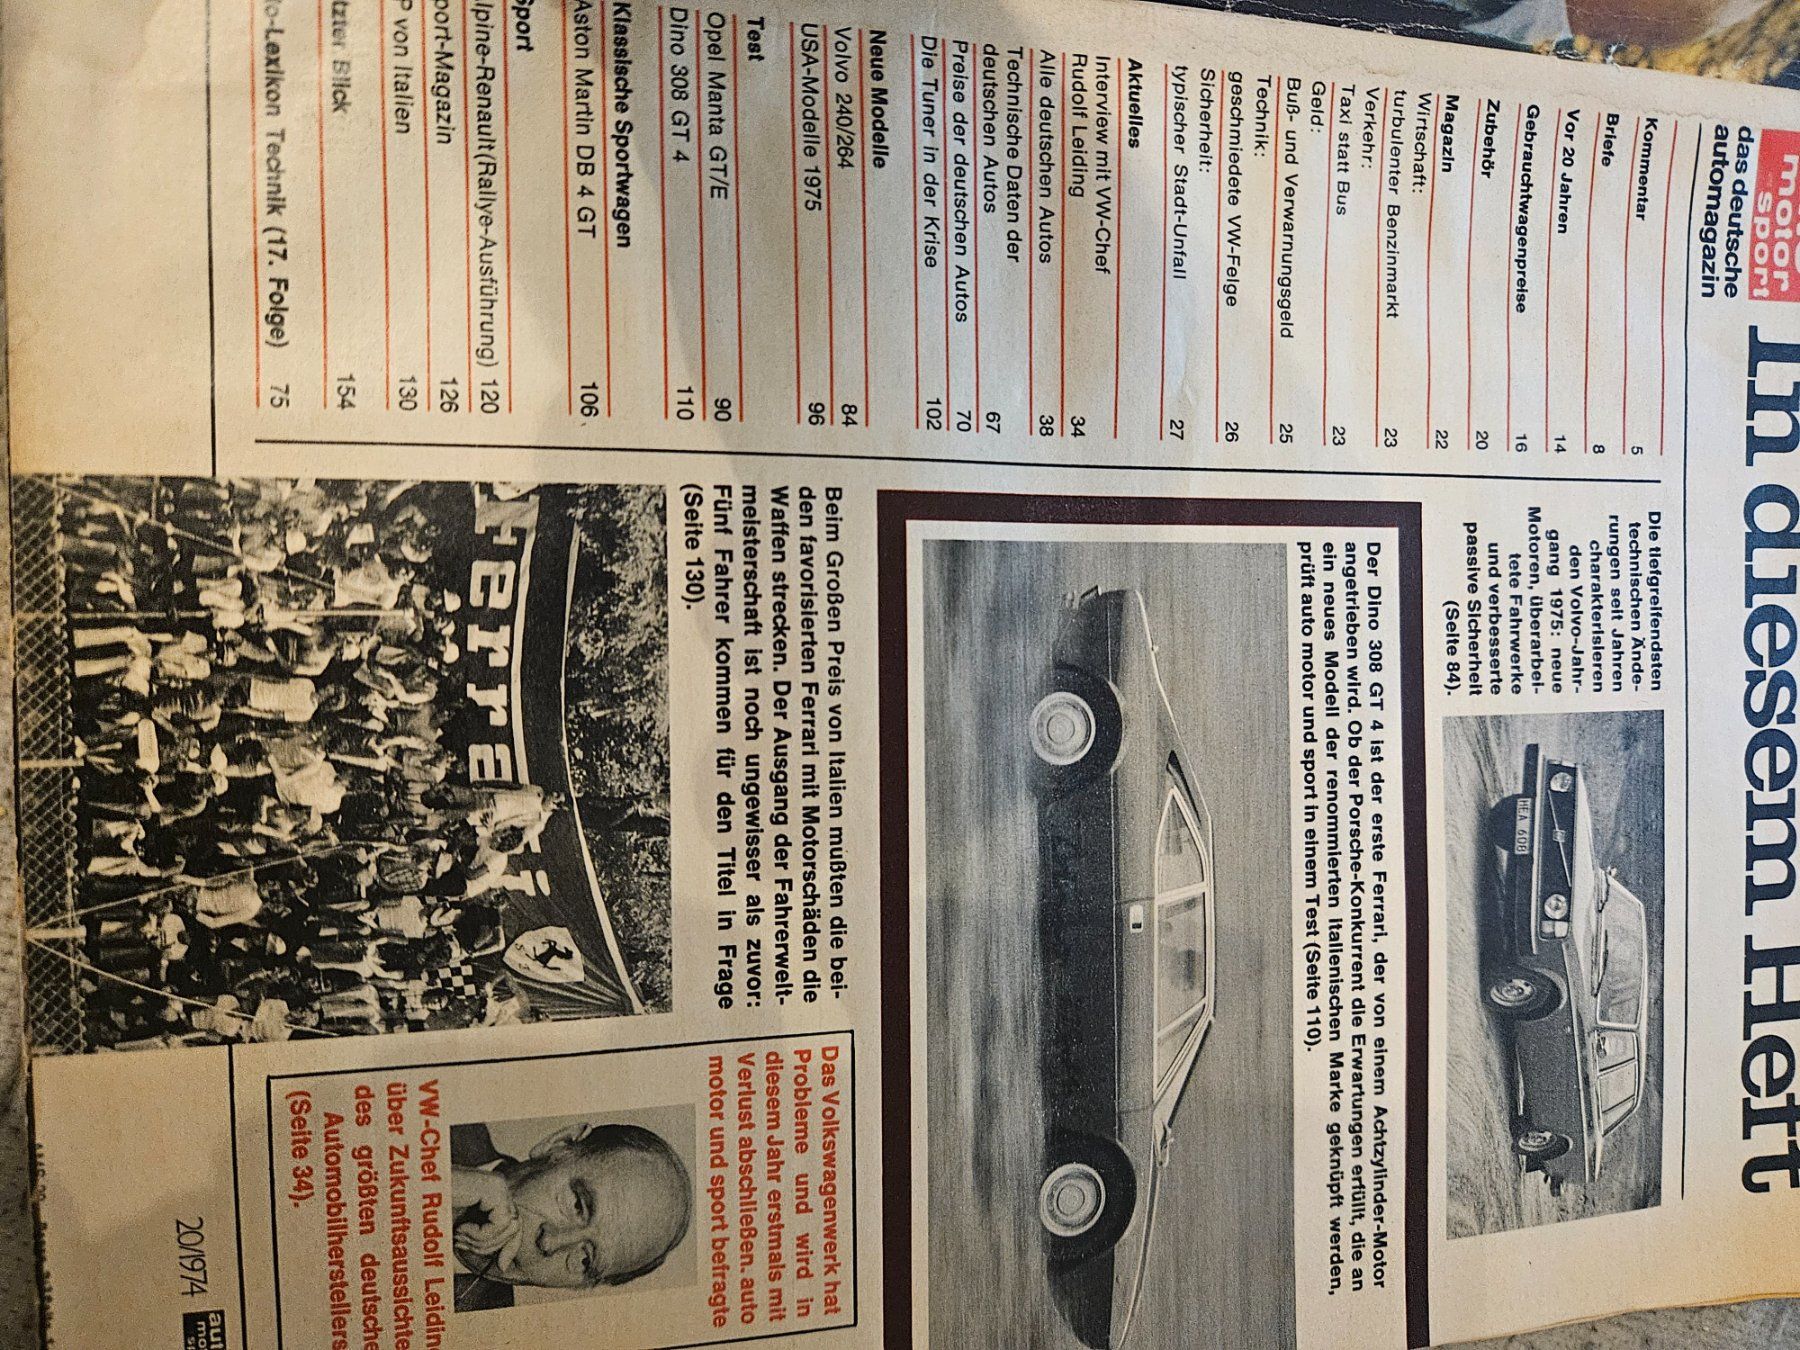 motor
sport
das deutsche
automagazin
In diesem Heft
Kommentar 5
Briefe 8
Vor 20 Jahren 14
Gebrauchtwagenpreise 16
Zubehör 20
Magazin 22
Wirtschaft:
turbulenter Benzinmarkt 23
Verkehr:
Taxi statt Bus 23
Geld:
Buß- und Verwarnungsgeld 25
Technik:
geschmiedete VW-Felge 26
Sicherheit:
typischer Stadt-Unfall 27
Aktuelles
Interview mit VW-Chef
Rudolf Leiding 34
Alle deutschen Autos 38
Technische Daten der
deutschen Autos 67
Preise der deutschen Autos 70
Die Tuner in der Krise 102
Neue Modelle
Volvo 240/264 84
USA-Modelle 1975 96
Test
Opel Manta GT/E 90
Dino 308 GT 4 110
Klassische Sportwagen
Aston Martin DB 4 GT 106
Sport
Alpine-Renault (Rallye-Ausführung) 120
port-Magazin 126
P von Italien 130
tzter Blick 154
to-Lexikon Technik (17. Folge) 75
Die tiefgreifendsten
technischen Ände-
rungen seit Jahren
charakterisieren
den Volvo-Jahr-
gang 1975: neue
Motoren, überarbei-
tete Fahrwerke
und verbesserte
passive Sicherheit
(Seite 84).
HEA 608
Der Dino 308 GT 4 ist der erste Ferrari, der von einem Achtzylinder-Motor
angetrieben wird. Ob der Porsche-Konkurrent die Erwartungen erfüllt, die an
ein neues Modell der renommierten italienischen Marke geknüpft werden,
prüft auto motor und sport in einem Test (Seite 110).
Beim Großen Preis von Italien mußten die bei-
den favorisierten Ferrari mit Motorschäden die
Waffen strecken. Der Ausgang der Fahrerwelt-
meisterschaft ist noch ungewisser als zuvor:
Fünf Fahrer kommen für den Titel in Frage
(Seite 130).
Ferrari
Das Volkswagenwerk hat
Probleme und wird in
diesem Jahr erstmals mit
Verlust abschließen. auto
motor und sport befragte
VW-Chef Rudolf Leidin
über Zukunftsaussichte
des größten deutsche
Automobilherstellers
(Seite 34).
20/1974
aut
mo